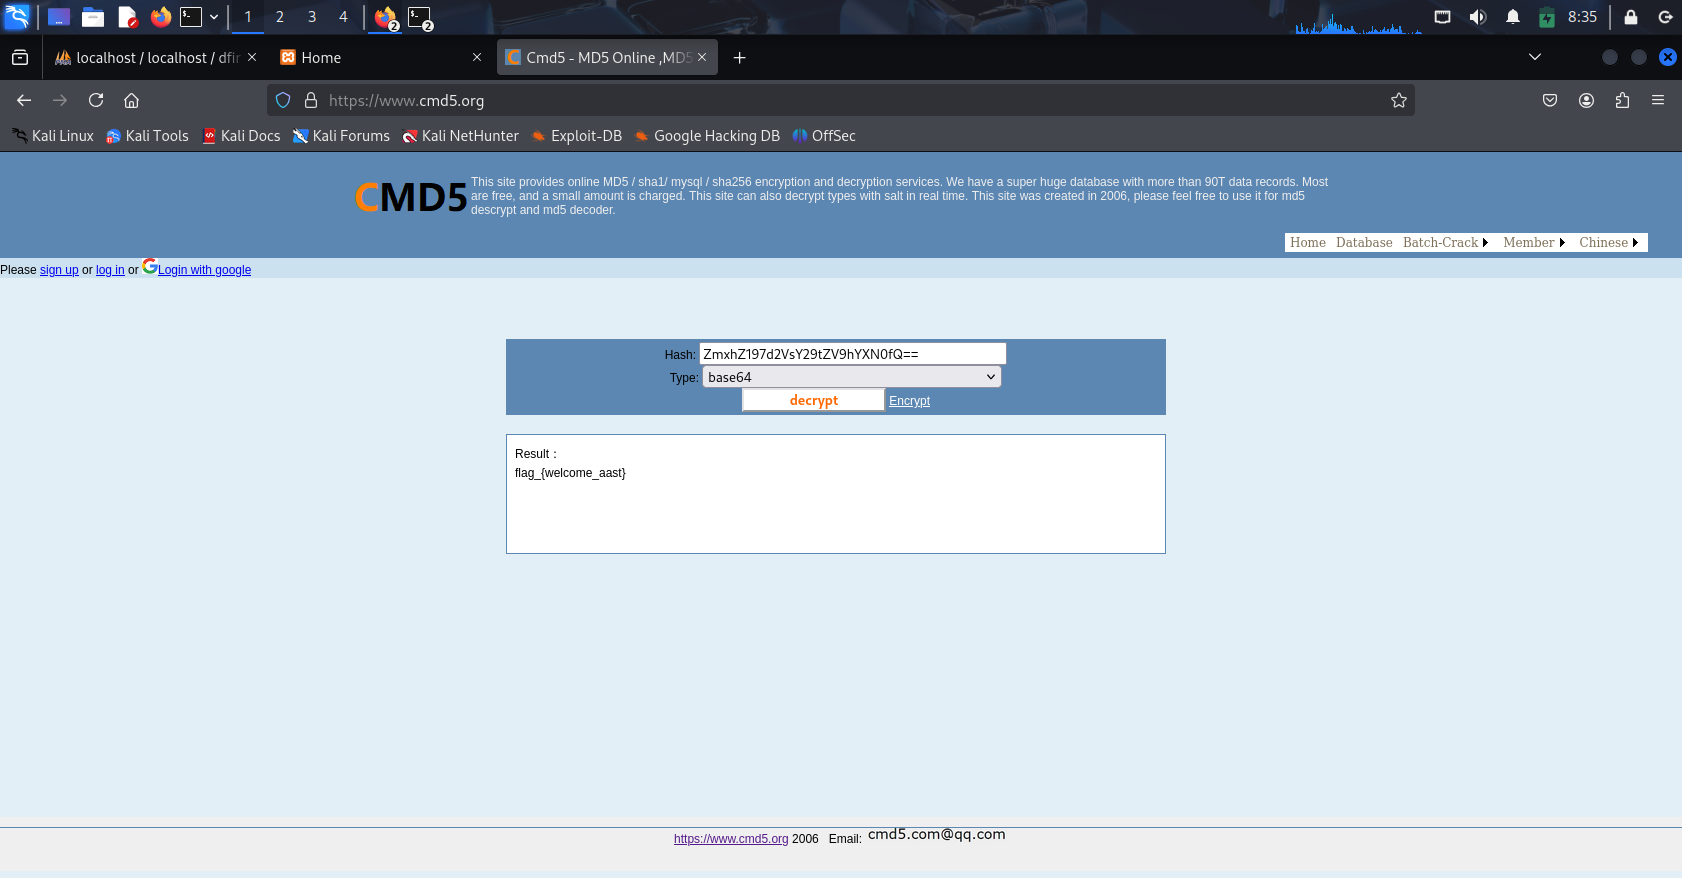 1 2 3 4 2 2 8:35
localhost / localhost / dfir Home Cmd5 - MD5 Online ,MD5
https://www.cmd5.org
Kali Linux Kali Tools Kali Docs Kali Forums Kali NetHunter Exploit-DB Google Hacking DB OffSec
CMD5
This site provides online MD5 / sha1/ mysql / sha256 encryption and decryption services. We have a super huge database with more than 90T data records. Most
are free, and a small amount is charged. This site can also decrypt types with salt in real time. This site was created in 2006, please feel free to use it for md5
descrypt and md5 decoder.
Home Database Batch-Crack Member Chinese
Please sign up or log in or Login with google
Hash: ZmxhZ197d2VsY29tZV9hYXN0fQ==
Type: base64
decrypt Encrypt
Result :
flag_{welcome_aast}
https://www.cmd5.org 2006 Email: cmd5.com@qq.com